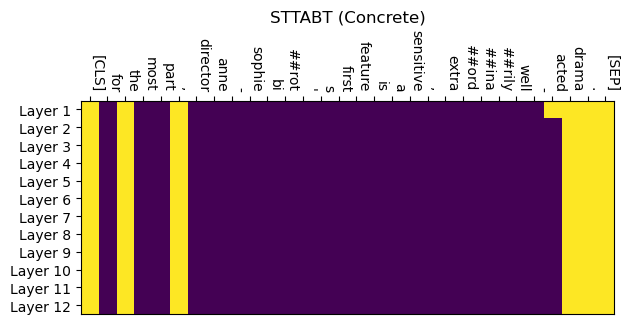 STTABT (Concrete)
[CLS]
for
the
most
part
,
director
anne
-
sophie
bi
##rot
'
s
first
feature
is
a
sensitive
,
extra
##ord
##ina
##rily
well
-
acted
drama
.
[SEP]
Layer 1
Layer 2
Layer 3
Layer 4
Layer 5
Layer 6
Layer 7
Layer 8
Layer 9
Layer 10
Layer 11
Layer 12